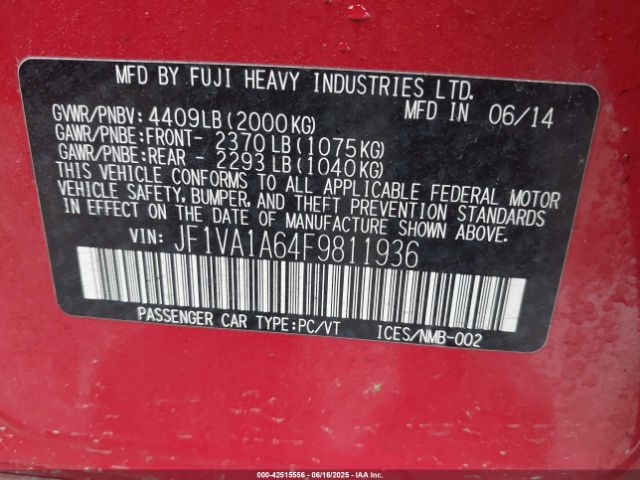 MFD BY FUJI HEAVY INDUSTRIES LTD.
MFD IN 06/14
GVWR/PNBV: 4409LB(2000KG)
GAWR/PNBE:FRONT- 2370LB(1075KG)
GAWR/PNBE:REAR - 2293LB(1040KG)
THIS VEHICLE CONFORMS TO ALL APPLICABLE FEDERAL MOTOR
VEHICLE SAFETY, BUMPER, AND THEFT PREVENTION STANDARDS
IN EFFECT ON THE DATE OF MANUFACTURE SHOWN ABOVE.
VIN: JF1VA1A64F9811936
PASSENGER CAR TYPE:PC/VT ICES/NMB-002
000-42515556 - 06/16/2025 - IAA Inc.